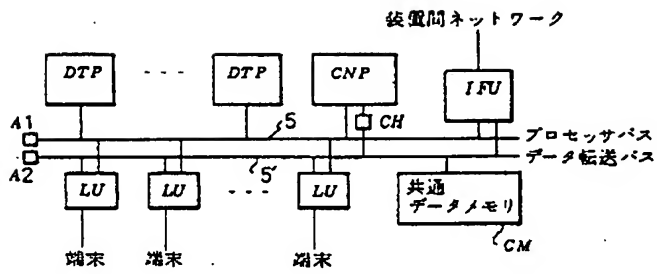 装置間ネットワーク
DTP
DTP
CNP
IFU
A1
5
CH
プロセッサバス
A2
5'
データ転送バス
LU
LU
LU
共通
データメモリ
CM
端末
端末
端末